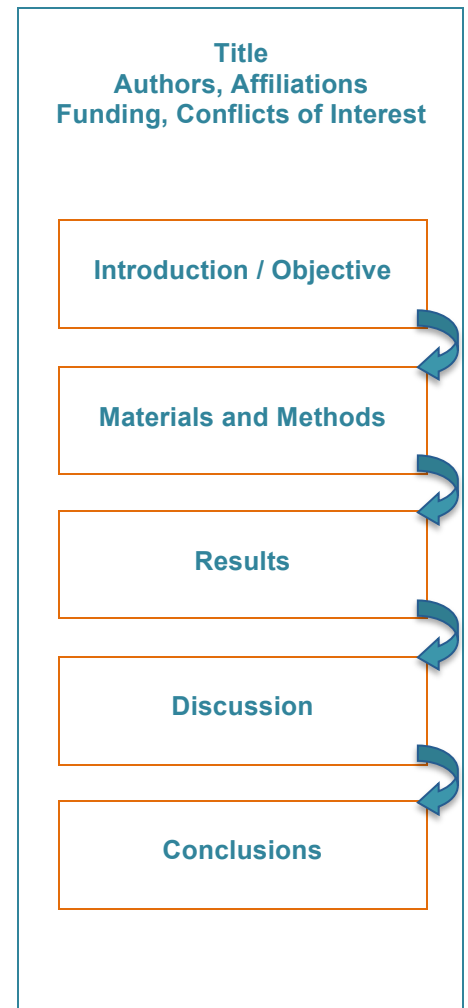 Title
Authors, Affiliations
Funding, Conflicts of Interest
Introduction / Objective
Materials and Methods
Results
Discussion
Conclusions